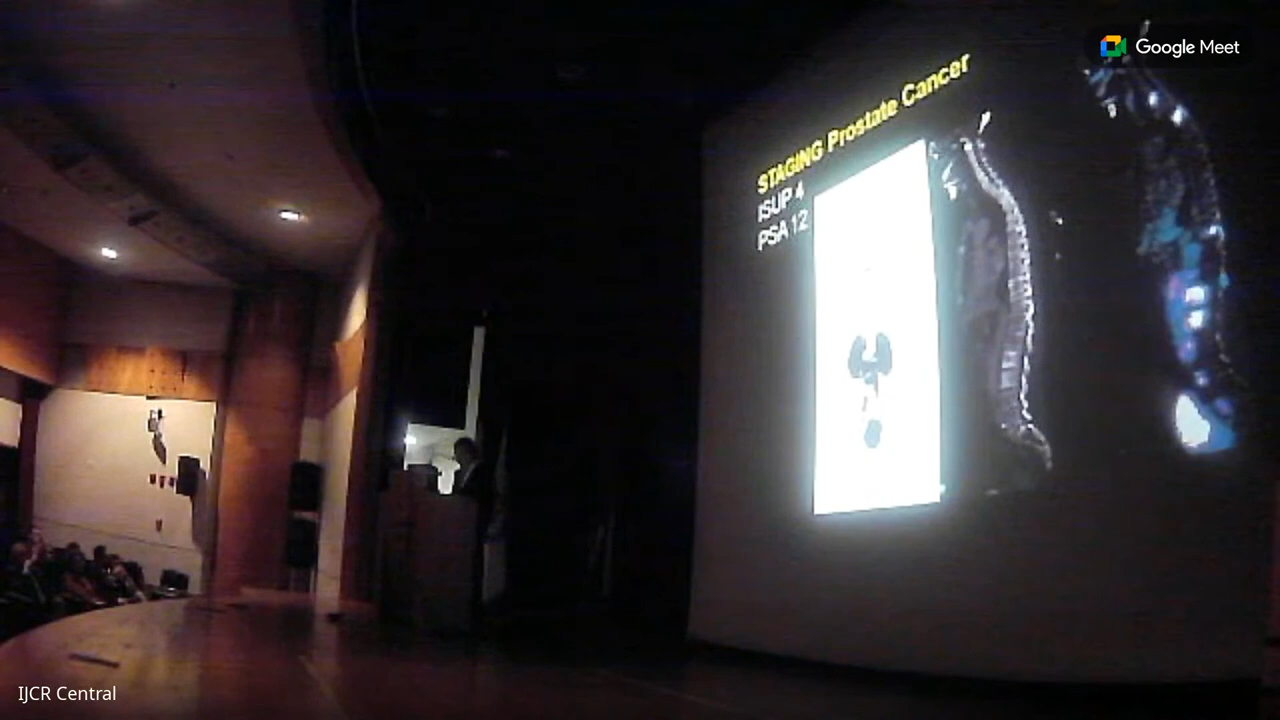 Google Meet
STAGING Prostate Cancer
ISUP 4
PSA 12
IJCR Central